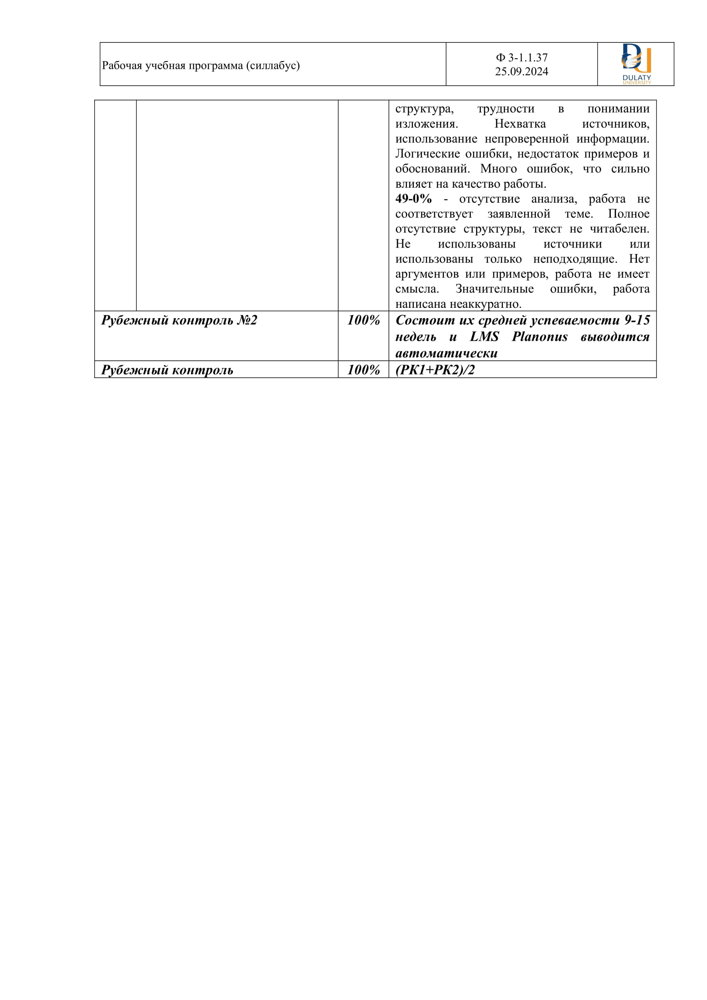 Рабочая учебная программа (силлабус)
Ф 3-1.1.37
25.09.2024
DULATY
UNIVERSITY
структура, трудности в понимании
изложения. Нехватка источников,
использование непроверенной информации.
Логические ошибки, недостаток примеров и
обоснований. Много ошибок, что сильно
влияет на качество работы.
49-0% - отсутствие анализа, работа не
соответствует заявленной теме. Полное
отсутствие структуры, текст не читабелен.
Не использованы источники или
использованы только неподходящие. Нет
аргументов или примеров, работа не имеет
смысла. Значительные ошибки, работа
написана неаккуратно.
Рубежный контроль №2
100%
Состоит их средней успеваемости 9-15
недель и LMS Planonus выводится
автоматически
Рубежный контроль
100%
(РК1+РК2)/2